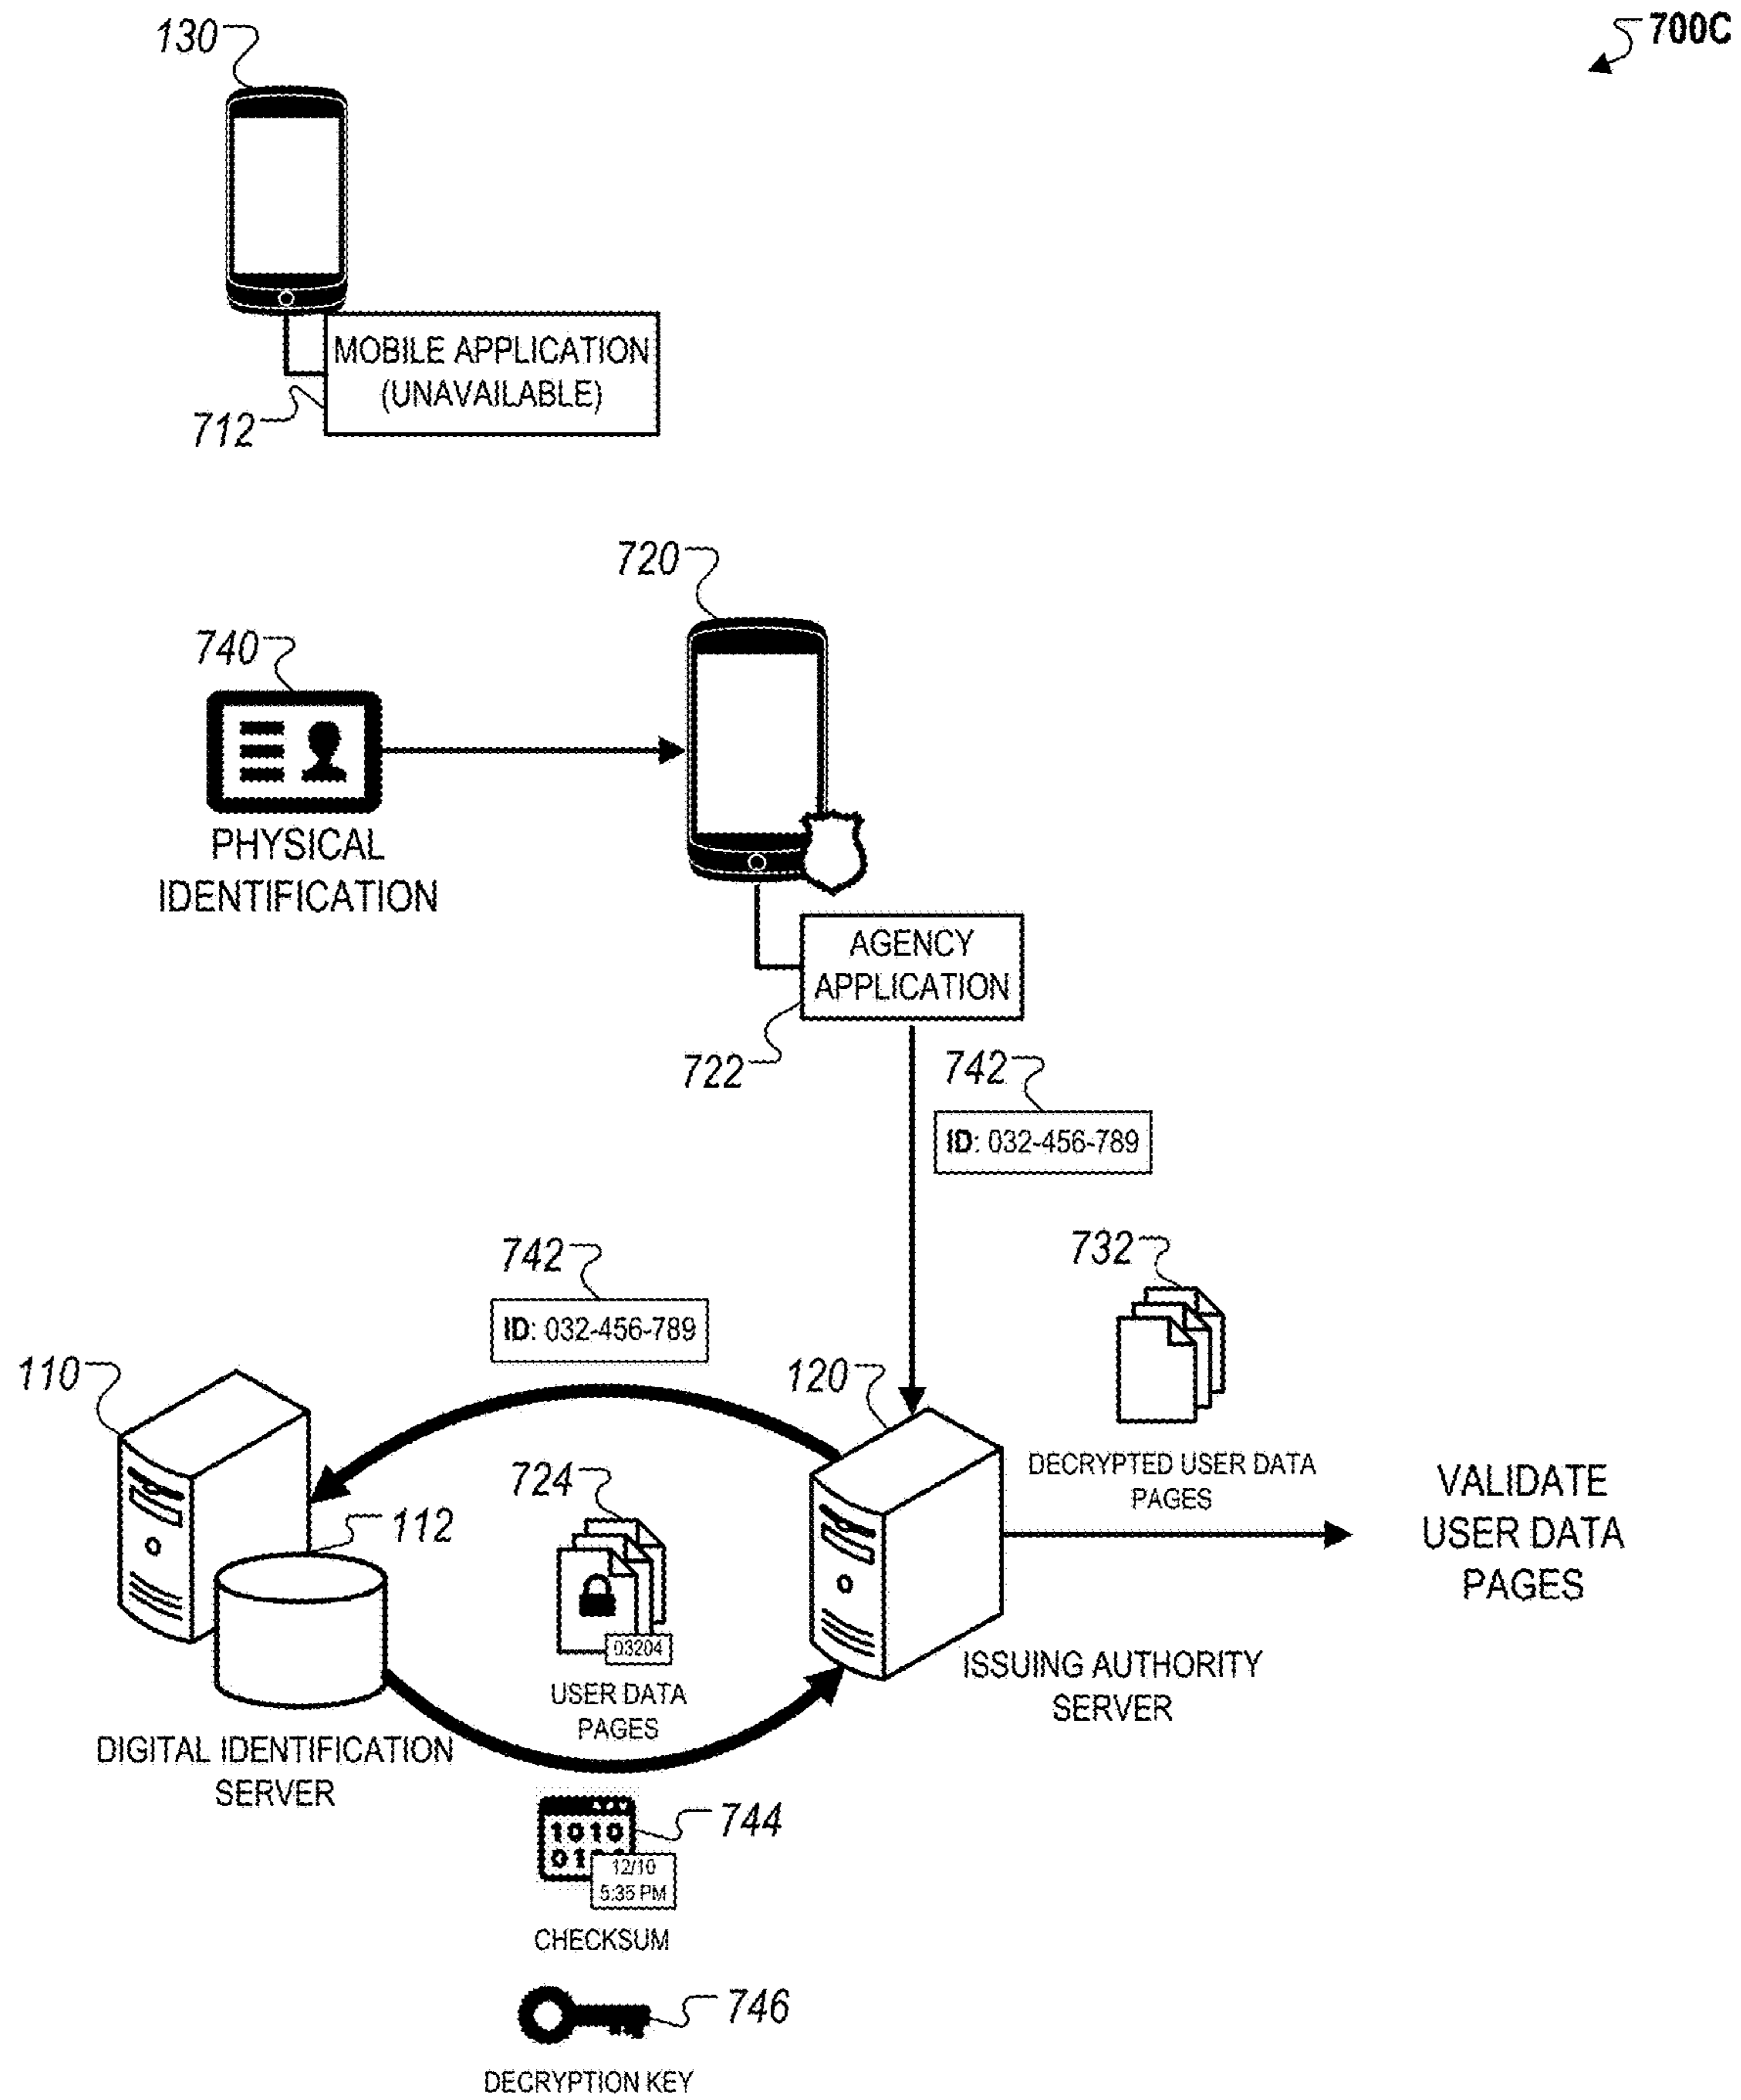 130
700C
MOBILE APPLICATION
(UNAVAILABLE)
712
720
740
PHYSICAL
IDENTIFICATION
AGENCY
APPLICATION
722
742
ID: 032-456-789
742
ID: 032-456-789
732
110
120
DECRYPTED USER DATA
PAGES
VALIDATE
USER DATA
PAGES
724
112
03204
USER DATA
PAGES
ISSUING AUTHORITY
SERVER
DIGITAL IDENTIFICATION
SERVER
744
1010
01
12/10
5:35 PM
CHECKSUM
746
DECRYPTION KEY